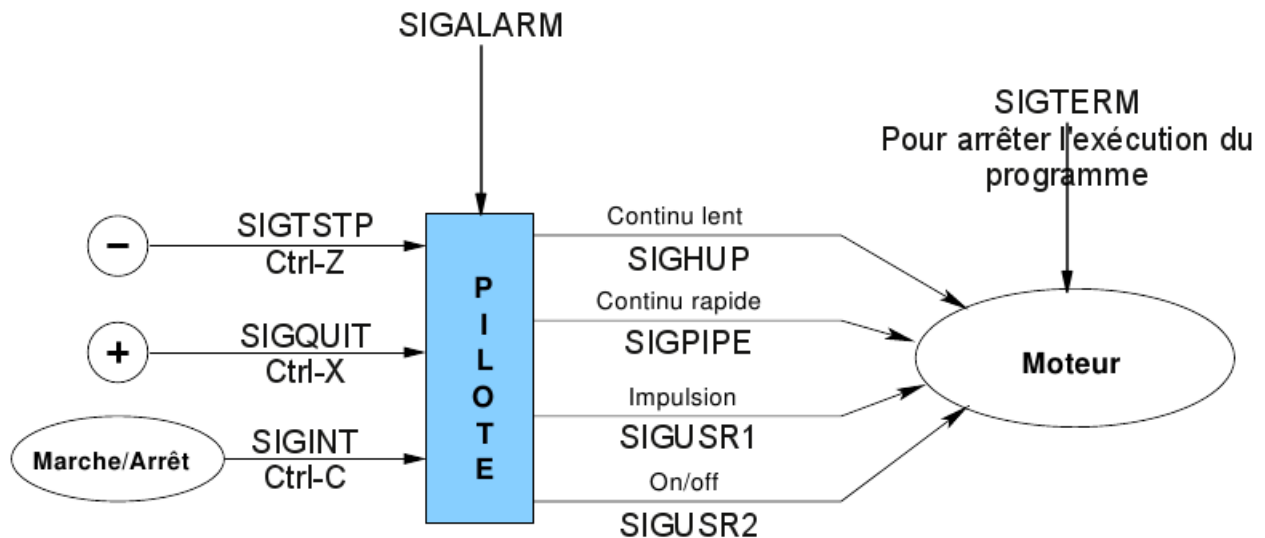 SIGALARM
SIGTERM
Pour arrêter l'exécution du
programme
−
SIGTSTP
Ctrl-Z
+
SIGQUIT
Ctrl-X
Marche/Arrêt
SIGINT
Ctrl-C
P
I
L
O
T
E
Continu lent
SIGHUP
Continu rapide
SIGPIPE
Impulsion
SIGUSR1
On/off
SIGUSR2
Moteur